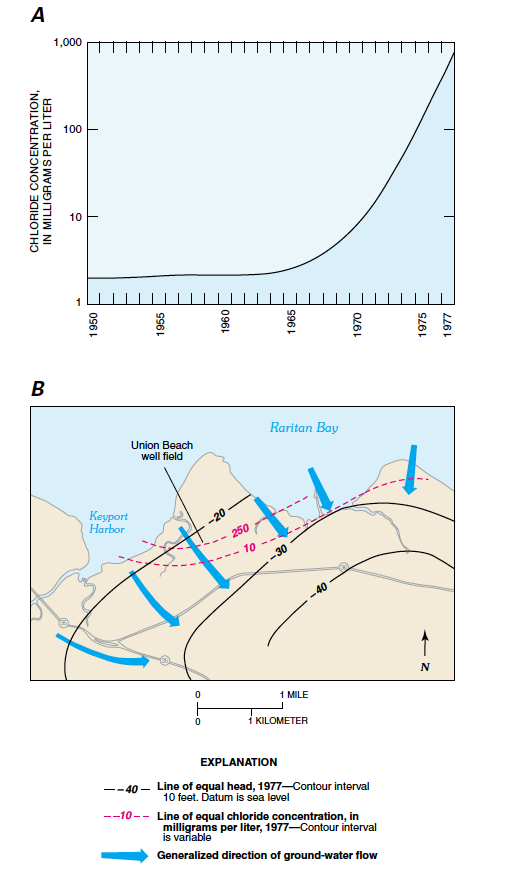 A
CHLORIDE CONCENTRATION,
IN MILLIGRAMS PER LITER
1,000
100
10
1
1950
1955
1960
1965
1970
1975
1977
B
Raritan Bay
Union Beach
well field
Keyport
Harbor
–20
250
10
–30
–40
N
0
1 MILE
0
1 KILOMETER
EXPLANATION
— – 40 — Line of equal head, 1977—Contour interval
10 feet. Datum is sea level
– – –10 – – Line of equal chloride concentration, in
milligrams per liter, 1977—Contour interval
is variable
Generalized direction of ground-water flow